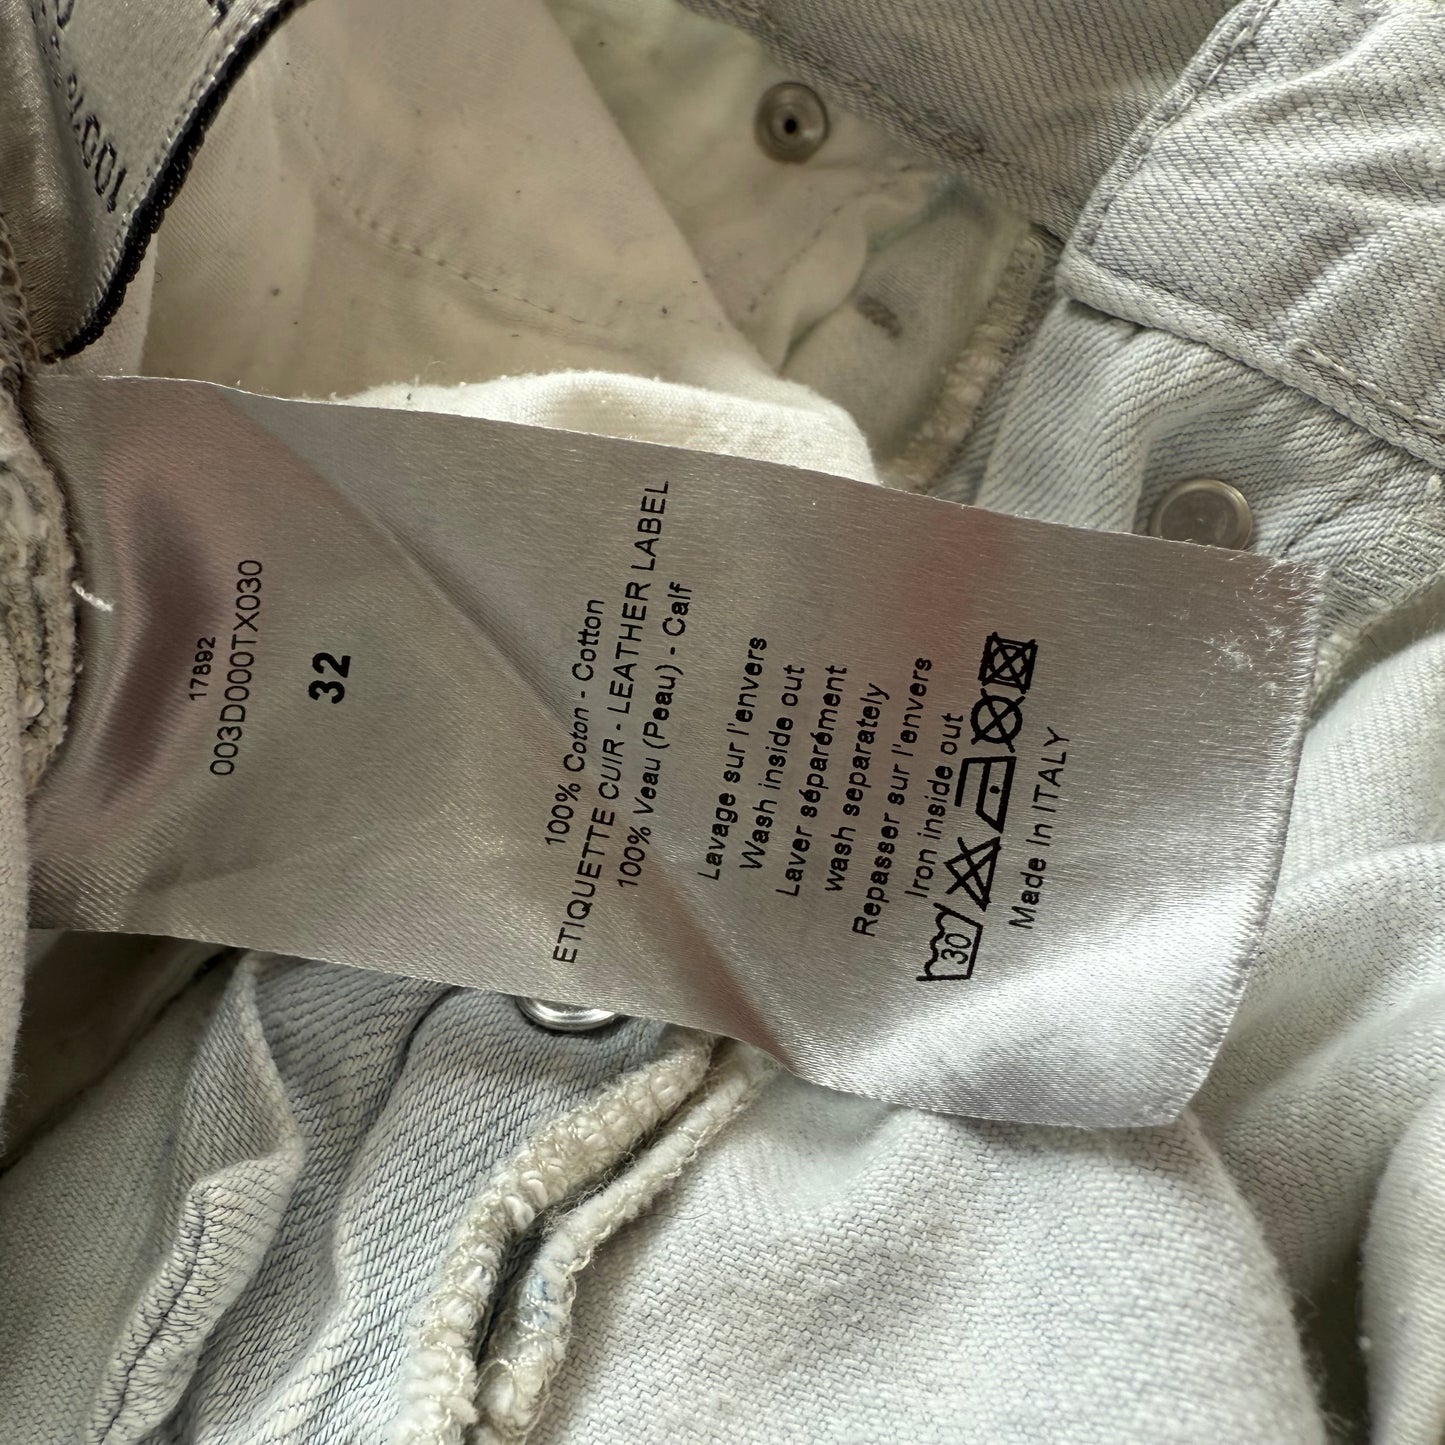 17892
003D000TX030
32
100% Coton - Cotton
ETIQUETTE CUIR - LEATHER LABEL
100% Veau (Peau) - Calf
Lavage sur l'envers
Wash inside out
Laver séparément
wash separately
Repasser sur l'envers
Iron inside out
30
Made In ITALY